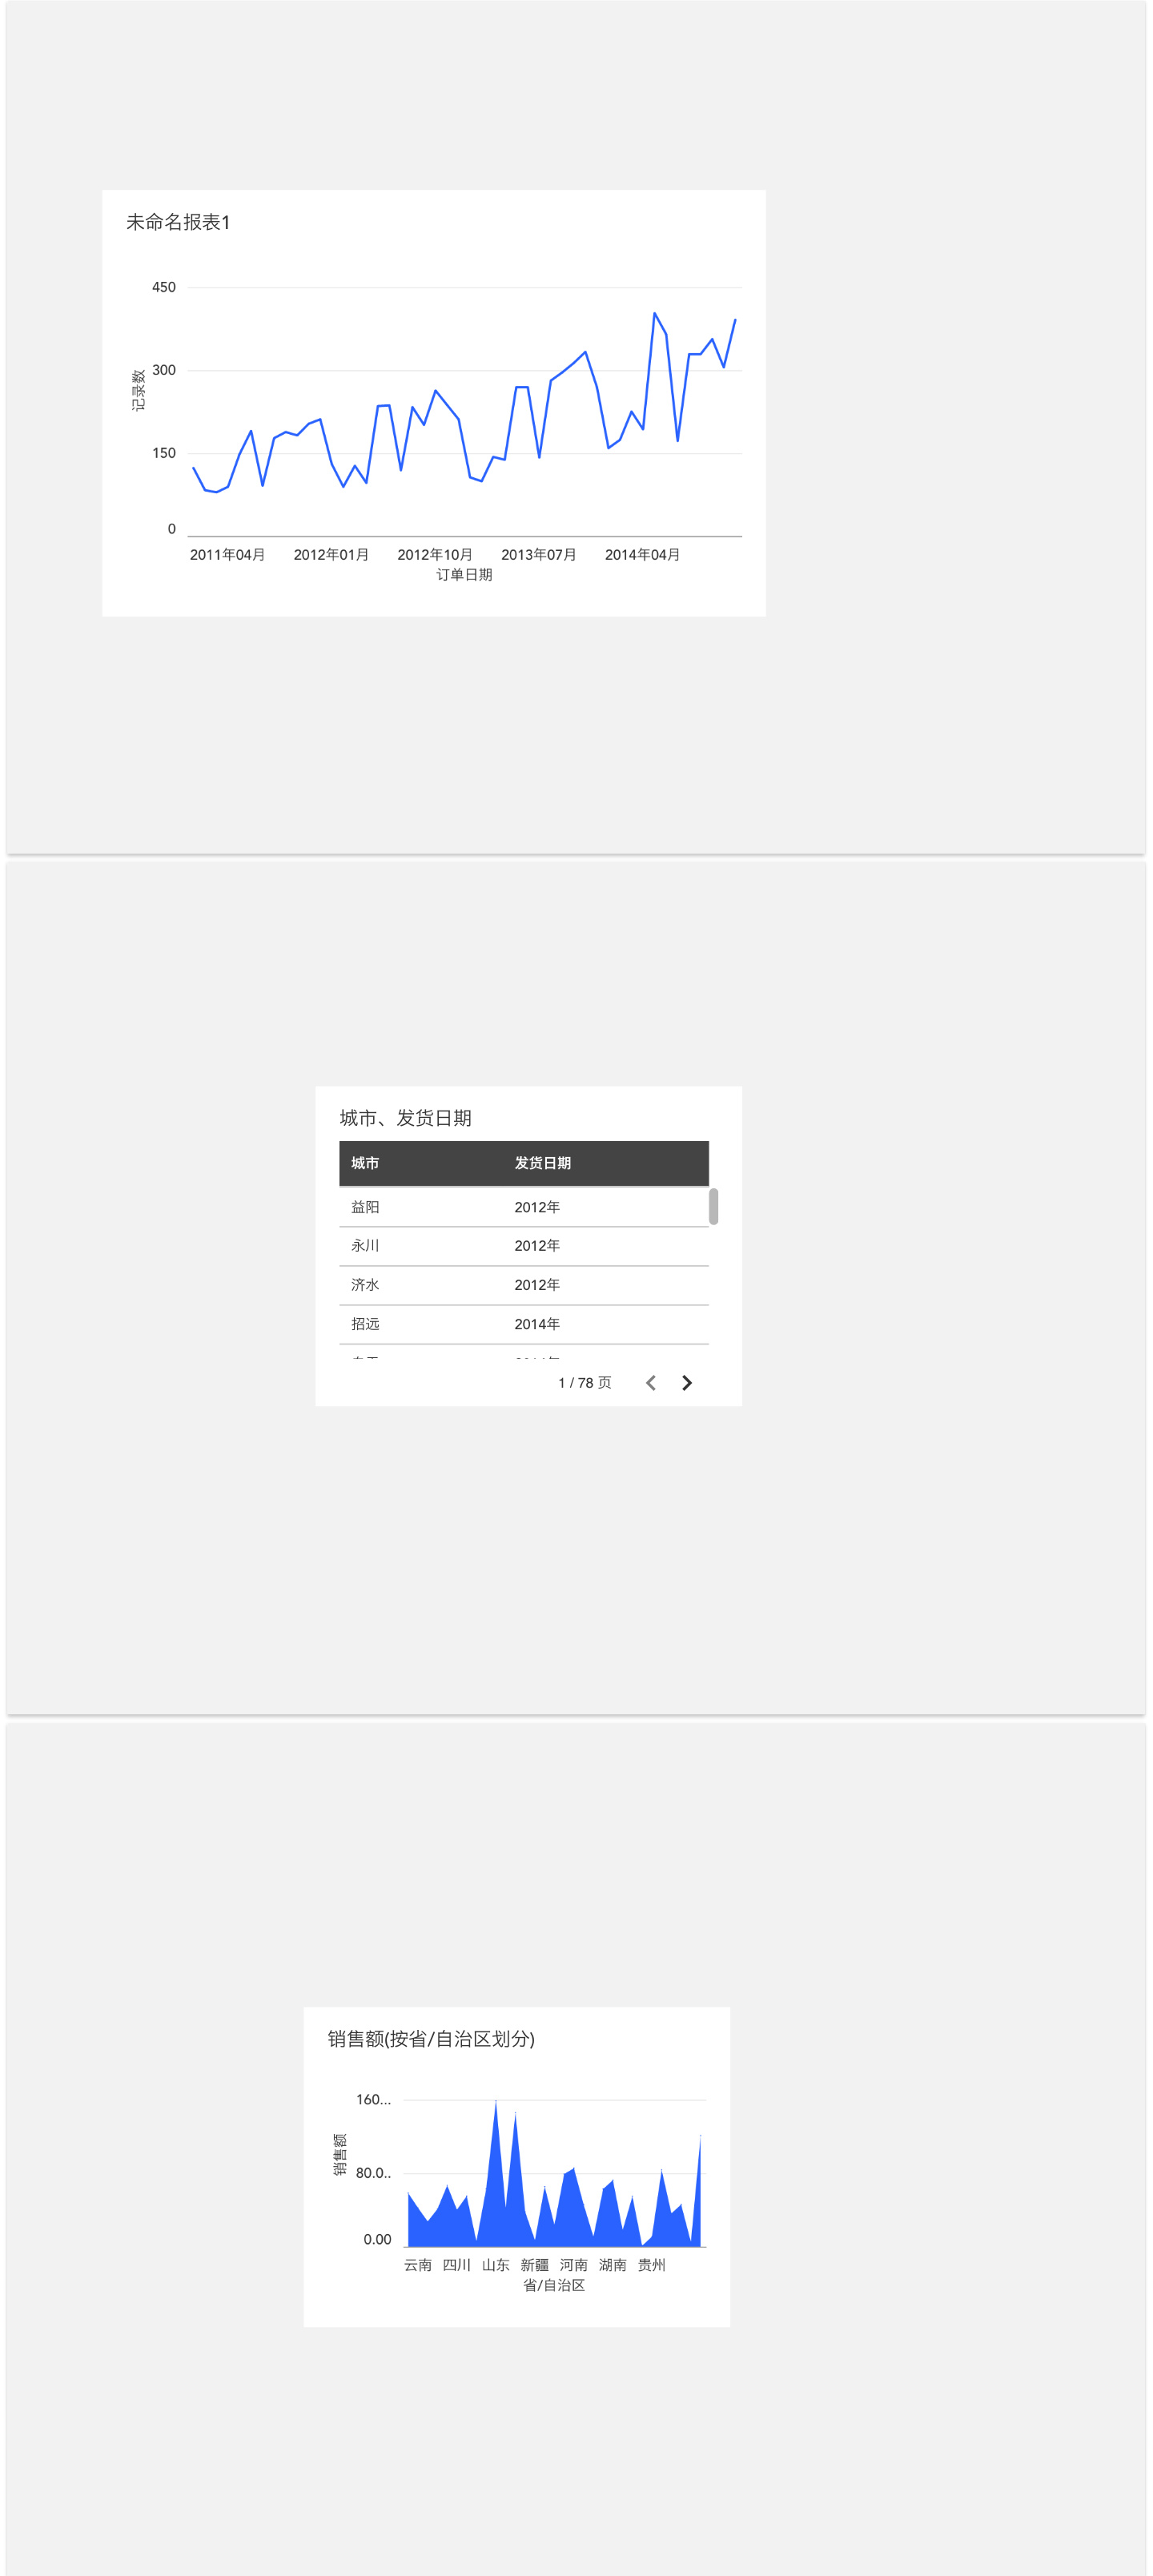 未命名报表1
450
300
150
0
记录数
2011年04月 2012年01月 2012年10月 2013年07月 2014年04月
订单日期
城市、发货日期
城市 发货日期
益阳 2012年
永川 2012年
济水 2012年
招远 2014年
1 / 78 页
销售额(按省/自治区划分)
160...
80.0..
0.00
销售额
云南 四川 山东 新疆 河南 湖南 贵州
省/自治区